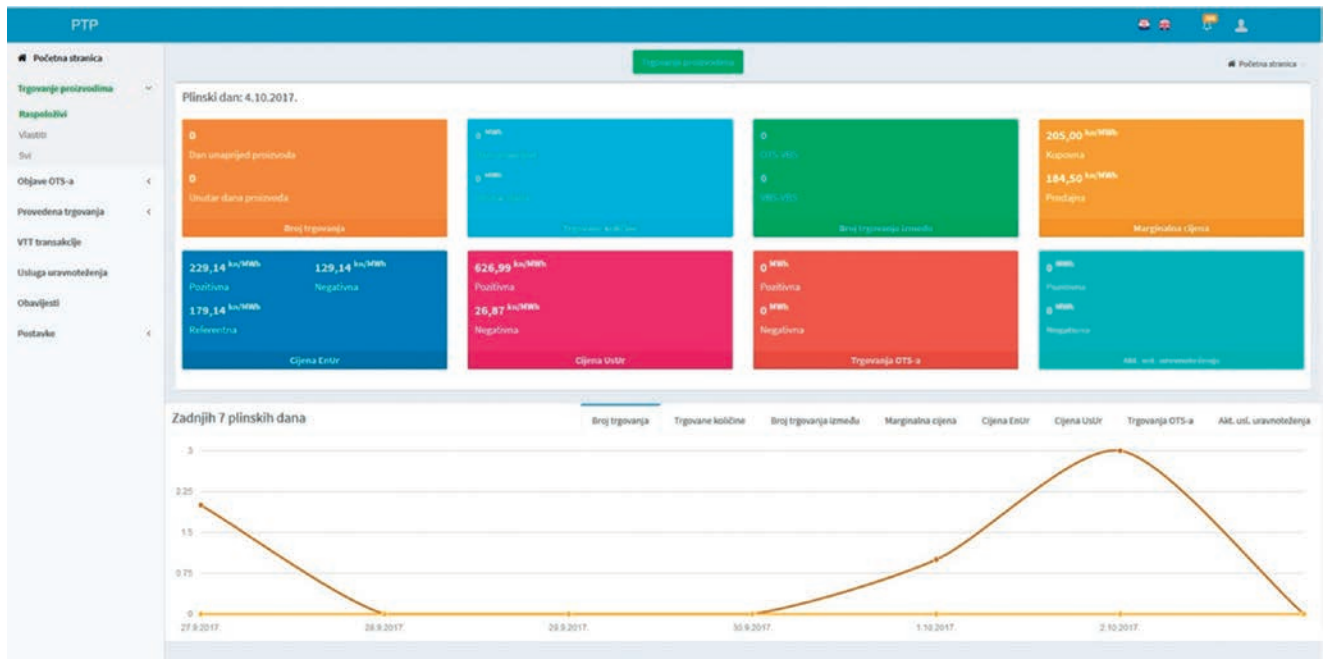 PTP
Početna stranica
Trgovanje proizvodima
Raspoloživi
Vlastiti
Svi
Objave OTS-a
Provedena trgovanja
VTT transakcije
Usluga uravnoteženja
Obavijesti
Postavke
Trgovanje proizvodima
Početna stranica
Plinski dan: 4.10.2017.
0
Dan unaprijed proizvoda
0
Unutar dana proizvoda
Broj trgovanja
0 MWh
0 MWh
Trgovane količine
0
OTS-VBS
0
VBS-VBS
Broj trgovanja između
205,00 kn/MWh
Kupovna
184,50 kn/MWh
Prodajna
Marginalna cijena
229,14 kn/MWh 129,14 kn/MWh
Pozitivna Negativna
179,14 kn/MWh
Referentna
Cijena EnUr
626,99 kn/MWh
Pozitivna
26,87 kn/MWh
Negativna
Cijena UsUr
0 MWh
Pozitivna
0 MWh
Negativna
Trgovanja OTS-a
0 MWh
Pozitivna
0 MWh
Negativna
Akt. usl. uravnoteženja
Zadnjih 7 plinskih dana
Broj trgovanja Trgovane količine Broj trgovanja između Marginalna cijena Cijena EnUr Cijena UsUr Trgovanja OTS-a Akt. usl. uravnoteženja
3
2.25
1.5
0.75
0
27.9.2017. 28.9.2017. 29.9.2017. 30.9.2017. 1.10.2017. 2.10.2017.